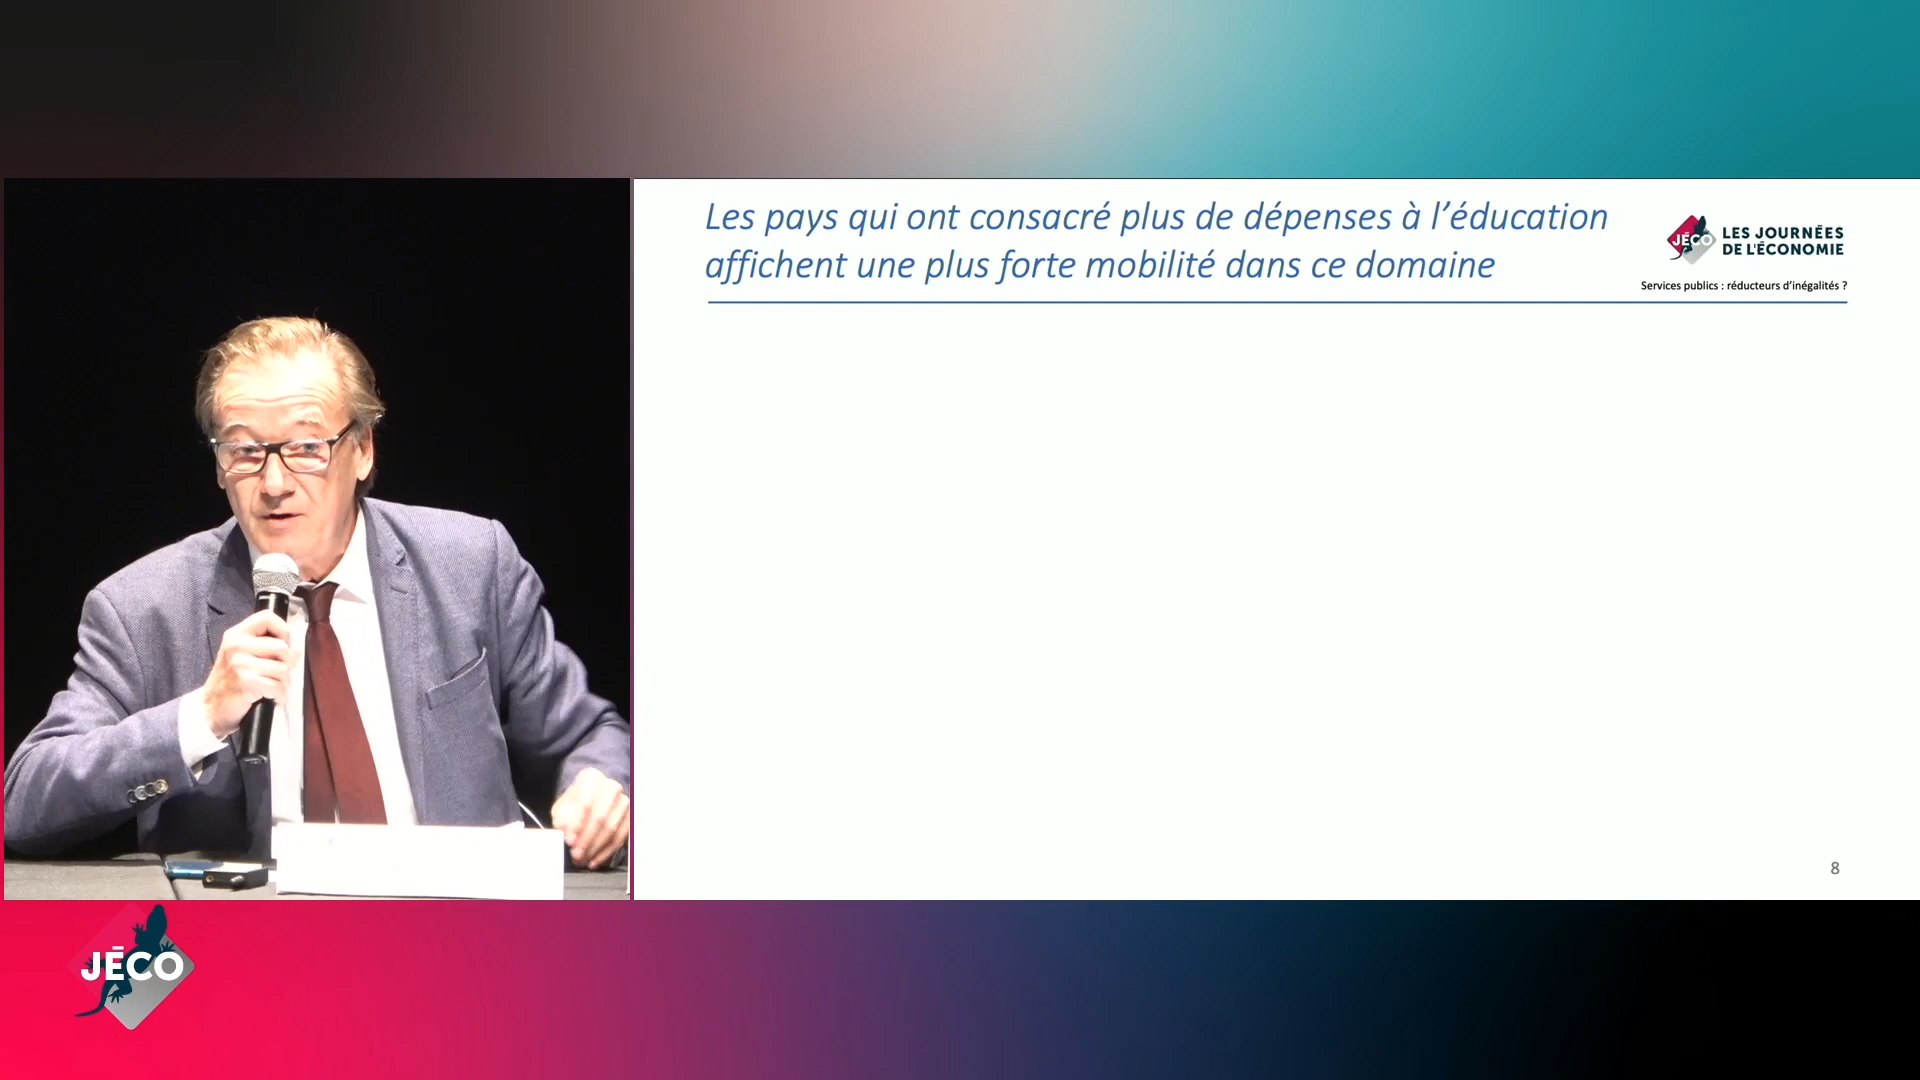 Les pays qui ont consacré plus de dépenses à l’éducation
affichent une plus forte mobilité dans ce domaine
JĒCO
LES JOURNÉES
DE L'ÉCONOMIE
Services publics : réducteurs d’inégalités ?
8
JĒCO